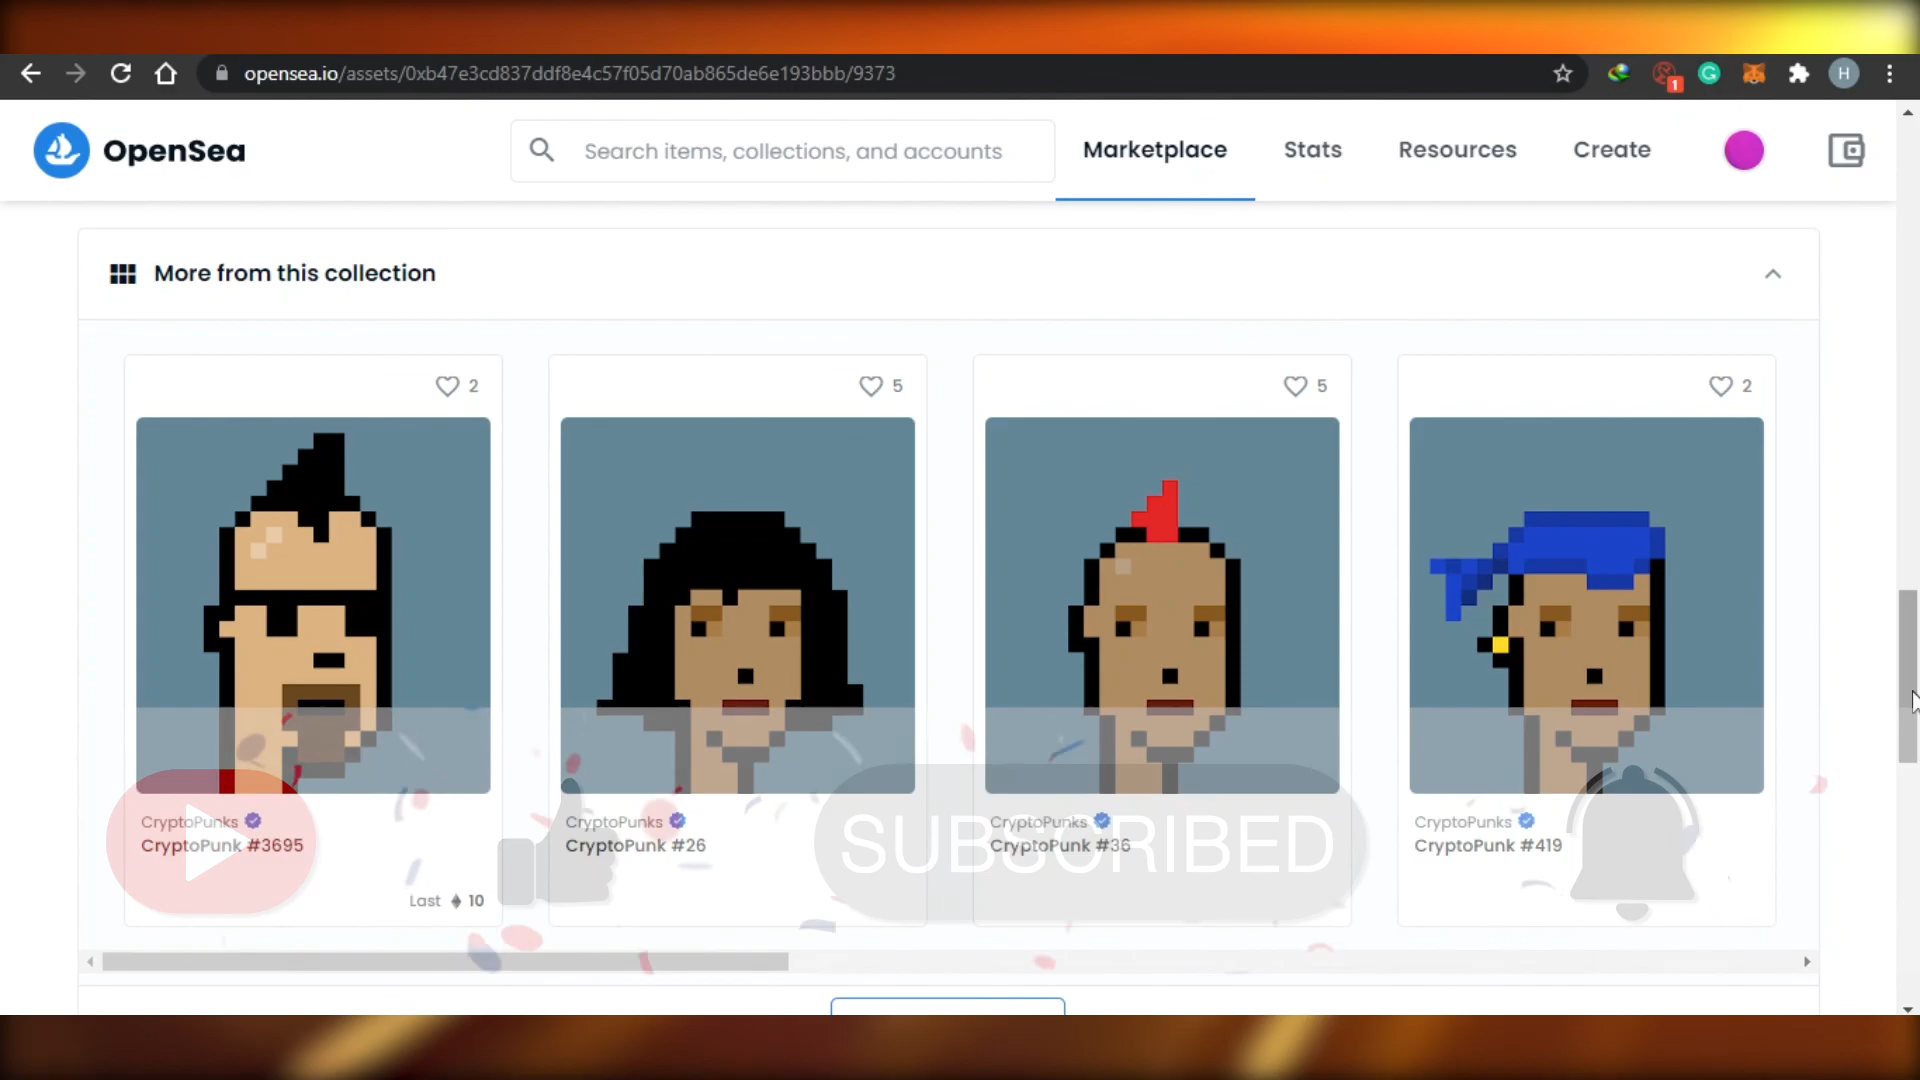 opensea.io/assets/0xb47e3cd837ddf8e4c57f05d70ab865de6e193bbb/9373
1
G
H
OpenSea
Search items, collections, and accounts
Marketplace
Stats
Resources
Create
More from this collection
2
5
5
2
CryptoPunks
CryptoPunk #3695
Last 10
CryptoPunks
CryptoPunk #26
CryptoPunks
CryptoPunk #36
CryptoPunks
CryptoPunk #419
SUBSCRIBED